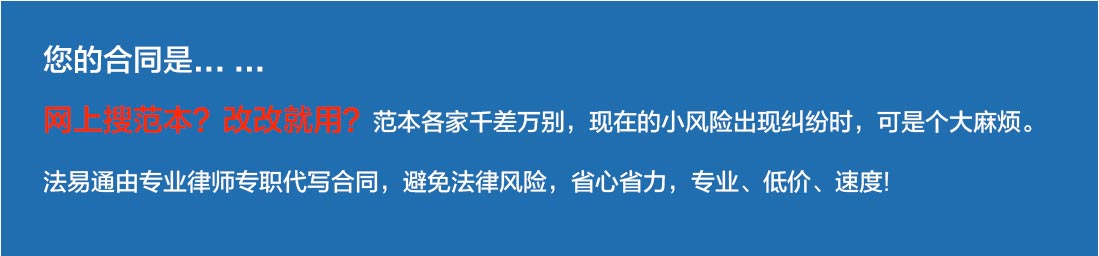 您的合同是... ...
网上搜范本？改改就用？范本各家千差万别，现在的小风险出现纠纷时，可是个大麻烦。
法易通由专业律师专职代写合同，避免法律风险，省心省力，专业、低价、速度!